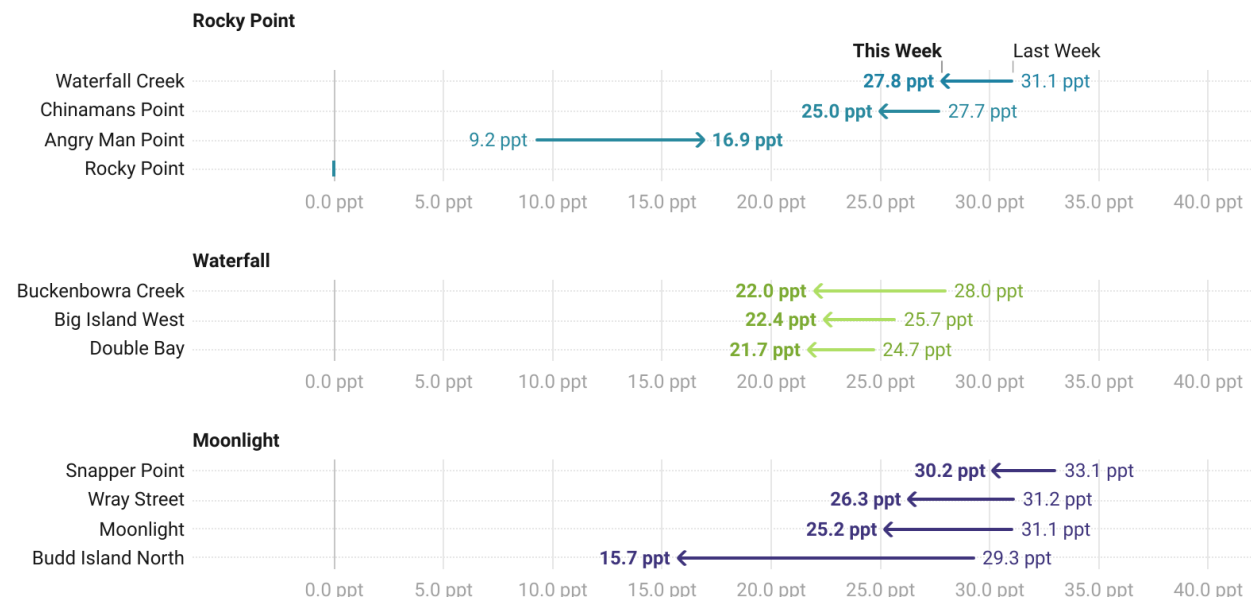 Rocky Point
This Week Last Week
Waterfall Creek 27.8 ppt 31.1 ppt
Chinamans Point 25.0 ppt 27.7 ppt
Angry Man Point 9.2 ppt 16.9 ppt
Rocky Point
0.0 ppt 5.0 ppt 10.0 ppt 15.0 ppt 20.0 ppt 25.0 ppt 30.0 ppt 35.0 ppt 40.0 ppt
Waterfall
Buckenbowra Creek 22.0 ppt 28.0 ppt
Big Island West 22.4 ppt 25.7 ppt
Double Bay 21.7 ppt 24.7 ppt
0.0 ppt 5.0 ppt 10.0 ppt 15.0 ppt 20.0 ppt 25.0 ppt 30.0 ppt 35.0 ppt 40.0 ppt
Moonlight
Snapper Point 30.2 ppt 33.1 ppt
Wray Street 26.3 ppt 31.2 ppt
Moonlight 25.2 ppt 31.1 ppt
Budd Island North 15.7 ppt 29.3 ppt
0.0 ppt 5.0 ppt 10.0 ppt 15.0 ppt 20.0 ppt 25.0 ppt 30.0 ppt 35.0 ppt 40.0 ppt